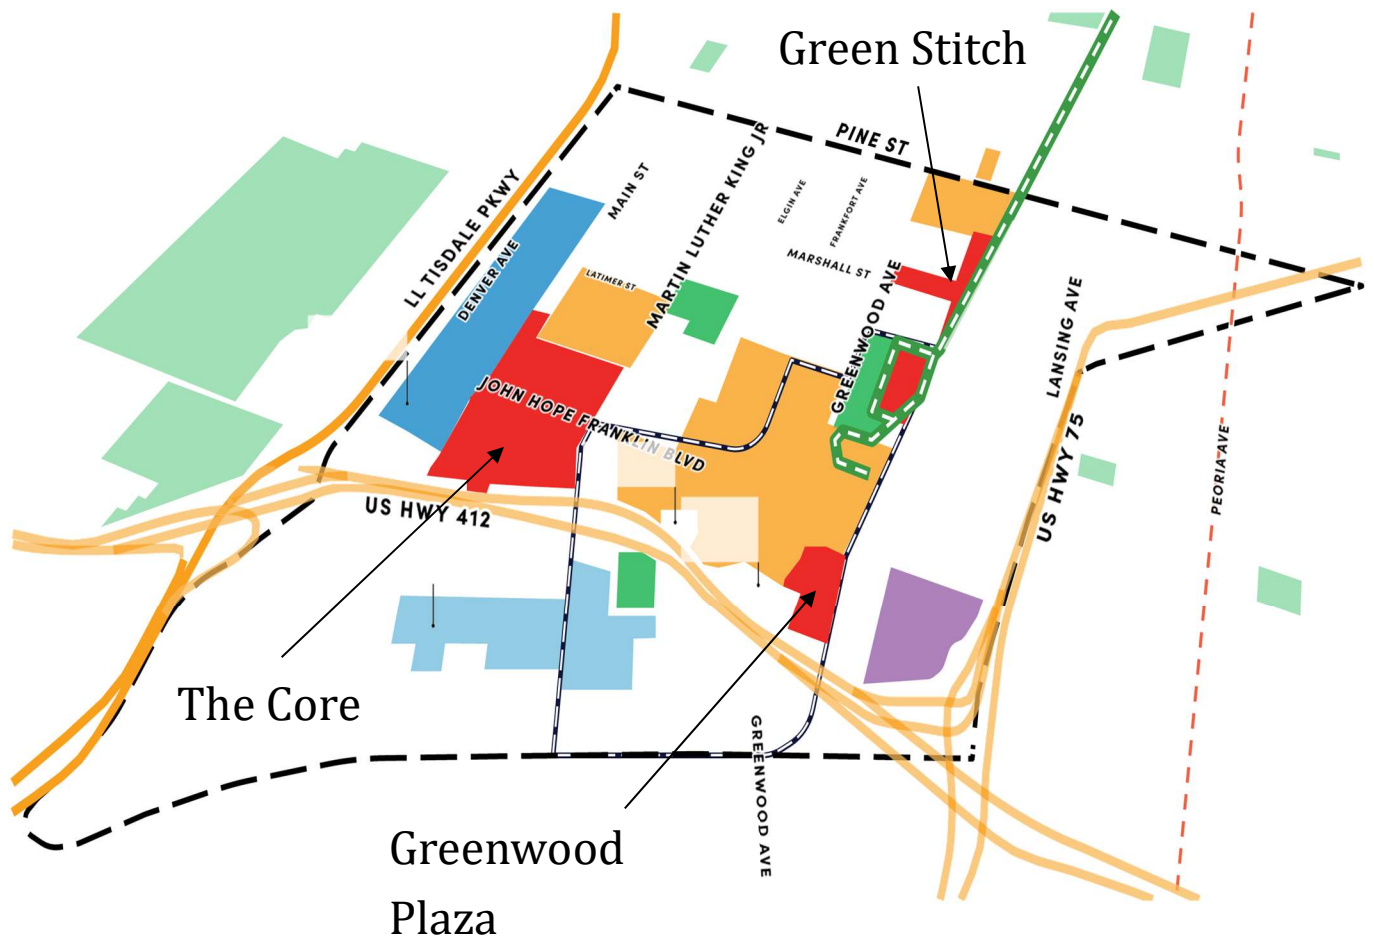 Green Stitch
PINE ST
MARTIN LUTHER KING JR
MAIN ST
LL TISDALE PKWY
DENVER AVE
LATIMER ST
ELGIN AVE
FRANKFORT AVE
MARSHALL ST
GREENWOOD AVE
LANSING AVE
JOHN HOPE FRANKLIN BLVD
US HWY 75
PEORIA AVE
US HWY 412
The Core
GREENWOOD AVE
Greenwood
Plaza